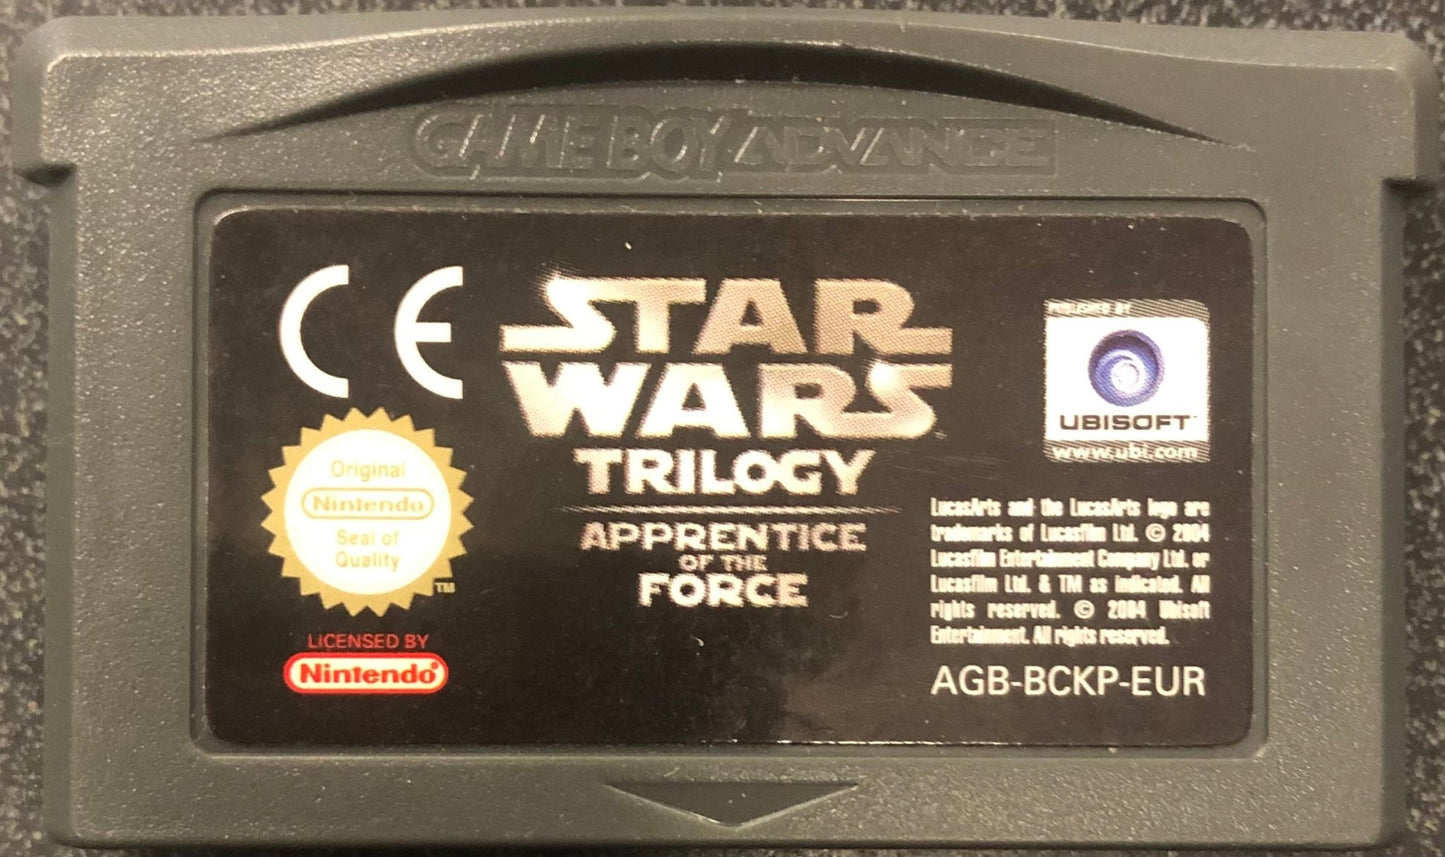 GAME BOY ADVANCE
CE
STAR
WARS
TRILOGY
APPRENTICE
OF THE
FORCE
Original
Nintendo
Seal of
Quality
TM
LICENSED BY
Nintendo®
PUBLISHED BY
UBISOFT™
www.ubi.com
LucasArts and the LucasArts logo are
trademarks of Lucasfilm Ltd. © 2004
Lucasfilm Entertainment Company Ltd. or
Lucasfilm Ltd. & TM as indicated. All
rights reserved. © 2004 Ubisoft
Entertainment. All rights reserved.
AGB-BCKP-EUR